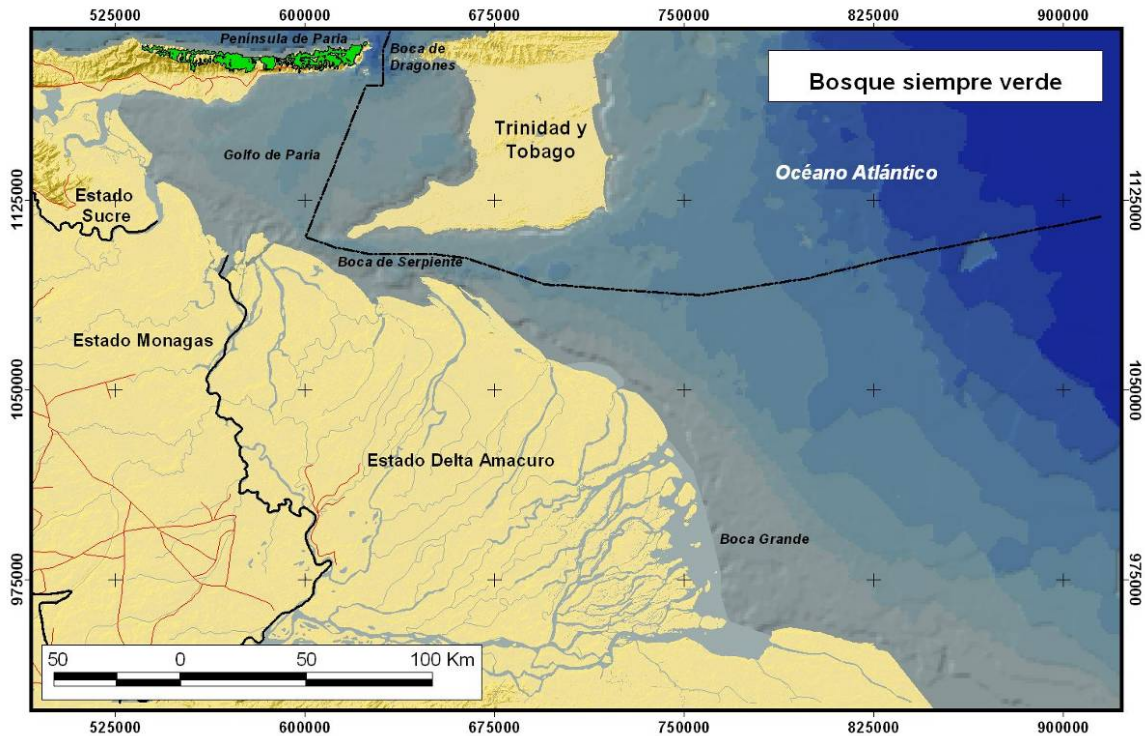 525000 600000 675000 750000 825000 900000
Península de Paria
Boca de
Dragones
Bosque siempre verde
Trinidad y
Tobago
Golfo de Paria
Océano Atlántico
Estado
Sucre
1125000
1125000
Boca de Serpiente
Estado Monagas
1050000
1050000
Estado Delta Amacuro
Boca Grande
975000
975000
50 0 50 100 Km
525000 600000 675000 750000 825000 900000